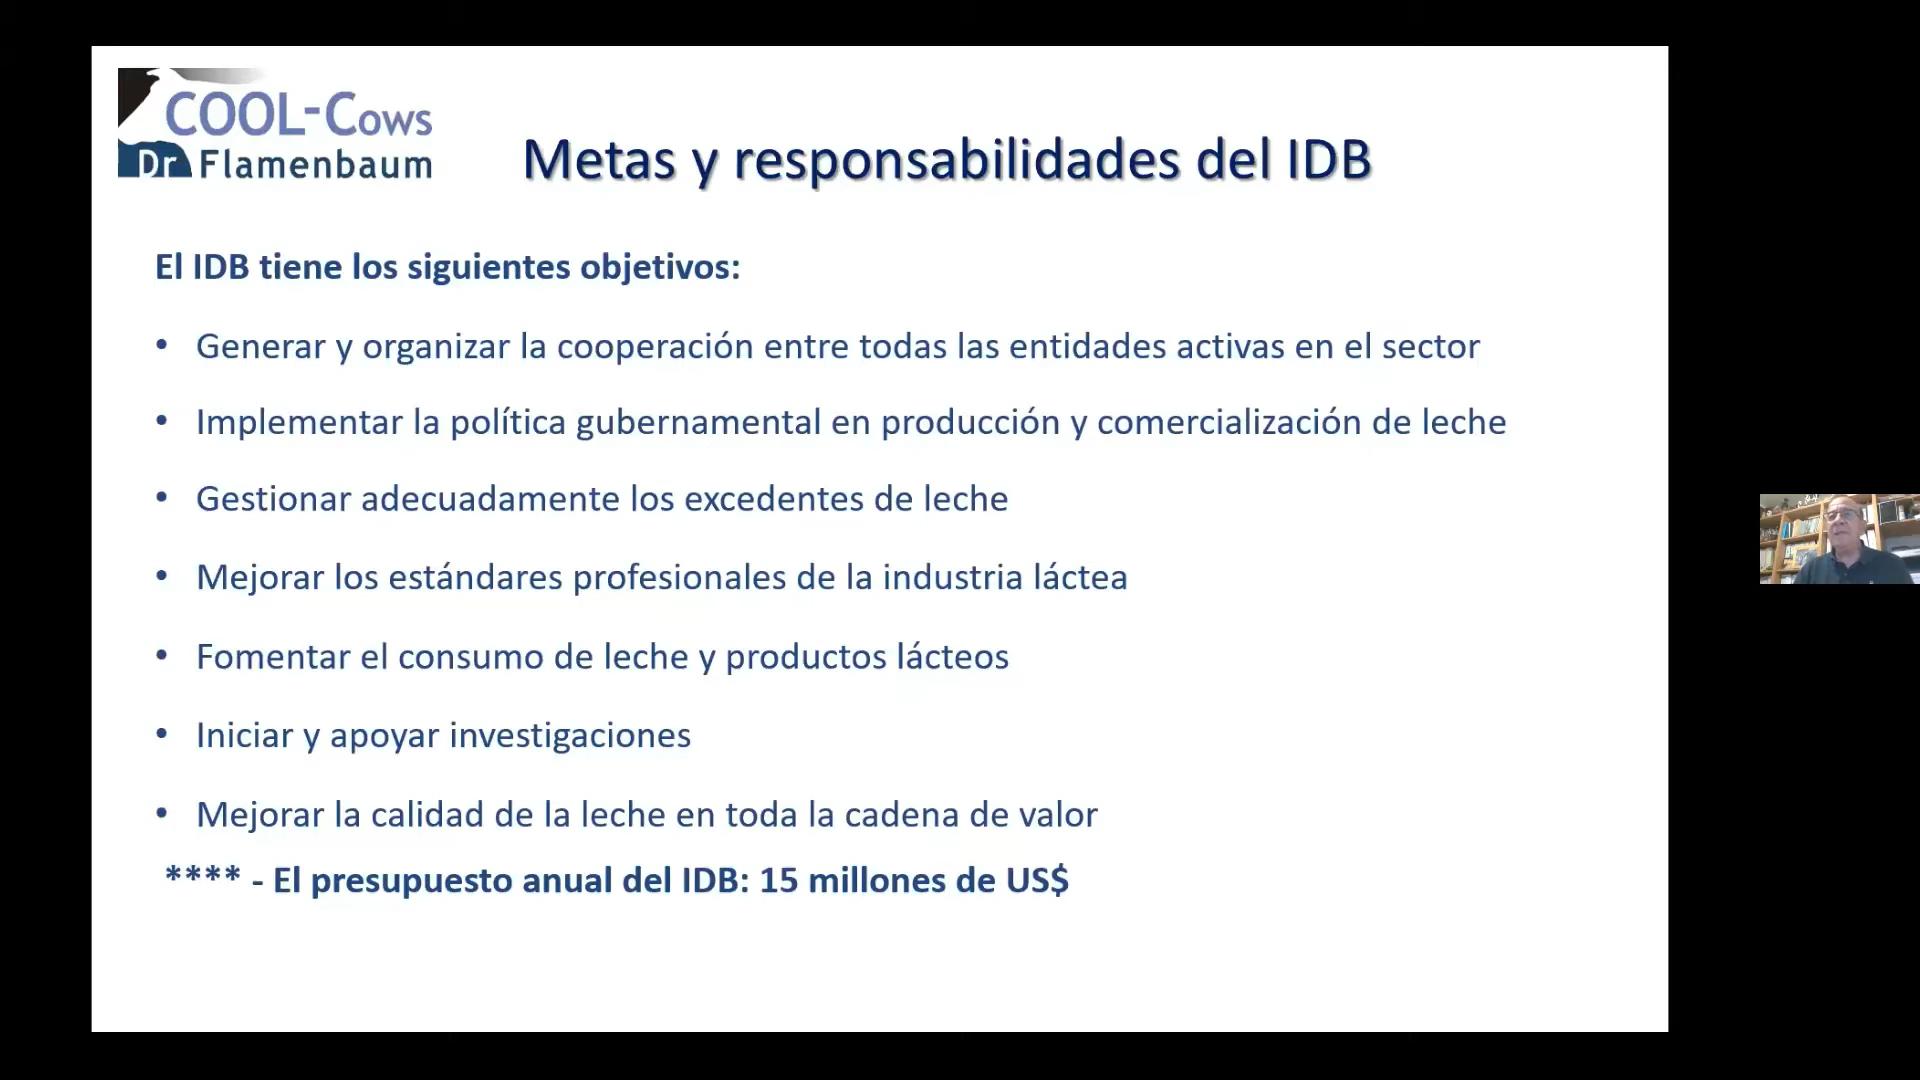 COOL-Cows
Dr Flamenbaum
Metas y responsabilidades del IDB
El IDB tiene los siguientes objetivos:
• Generar y organizar la cooperación entre todas las entidades activas en el sector
• Implementar la política gubernamental en producción y comercialización de leche
• Gestionar adecuadamente los excedentes de leche
• Mejorar los estándares profesionales de la industria láctea
• Fomentar el consumo de leche y productos lácteos
• Iniciar y apoyar investigaciones
• Mejorar la calidad de la leche en toda la cadena de valor
**** - El presupuesto anual del IDB: 15 millones de US$